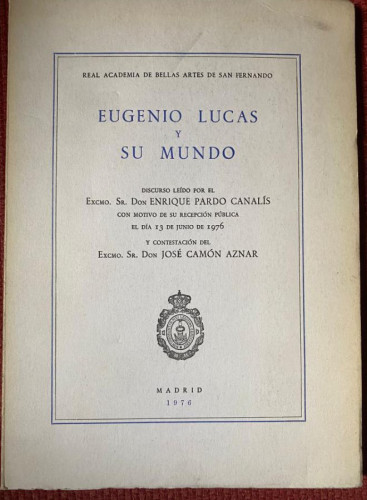 REAL ACADEMIA DE BELLAS ARTES DE SAN FERNANDO
EUGENIO LUCAS
Y
SU MUNDO
DISCURSO LEÍDO POR EL
EXCMO. SR. DON ENRIQUE PARDO CANALÍS
CON MOTIVO DE SU RECEPCIÓN PÚBLICA
EL DÍA 13 DE JUNIO DE 1976
Y CONTESTACIÓN DEL
EXCMO. SR. DON JOSÉ CAMÓN AZNAR
MADRID
1976